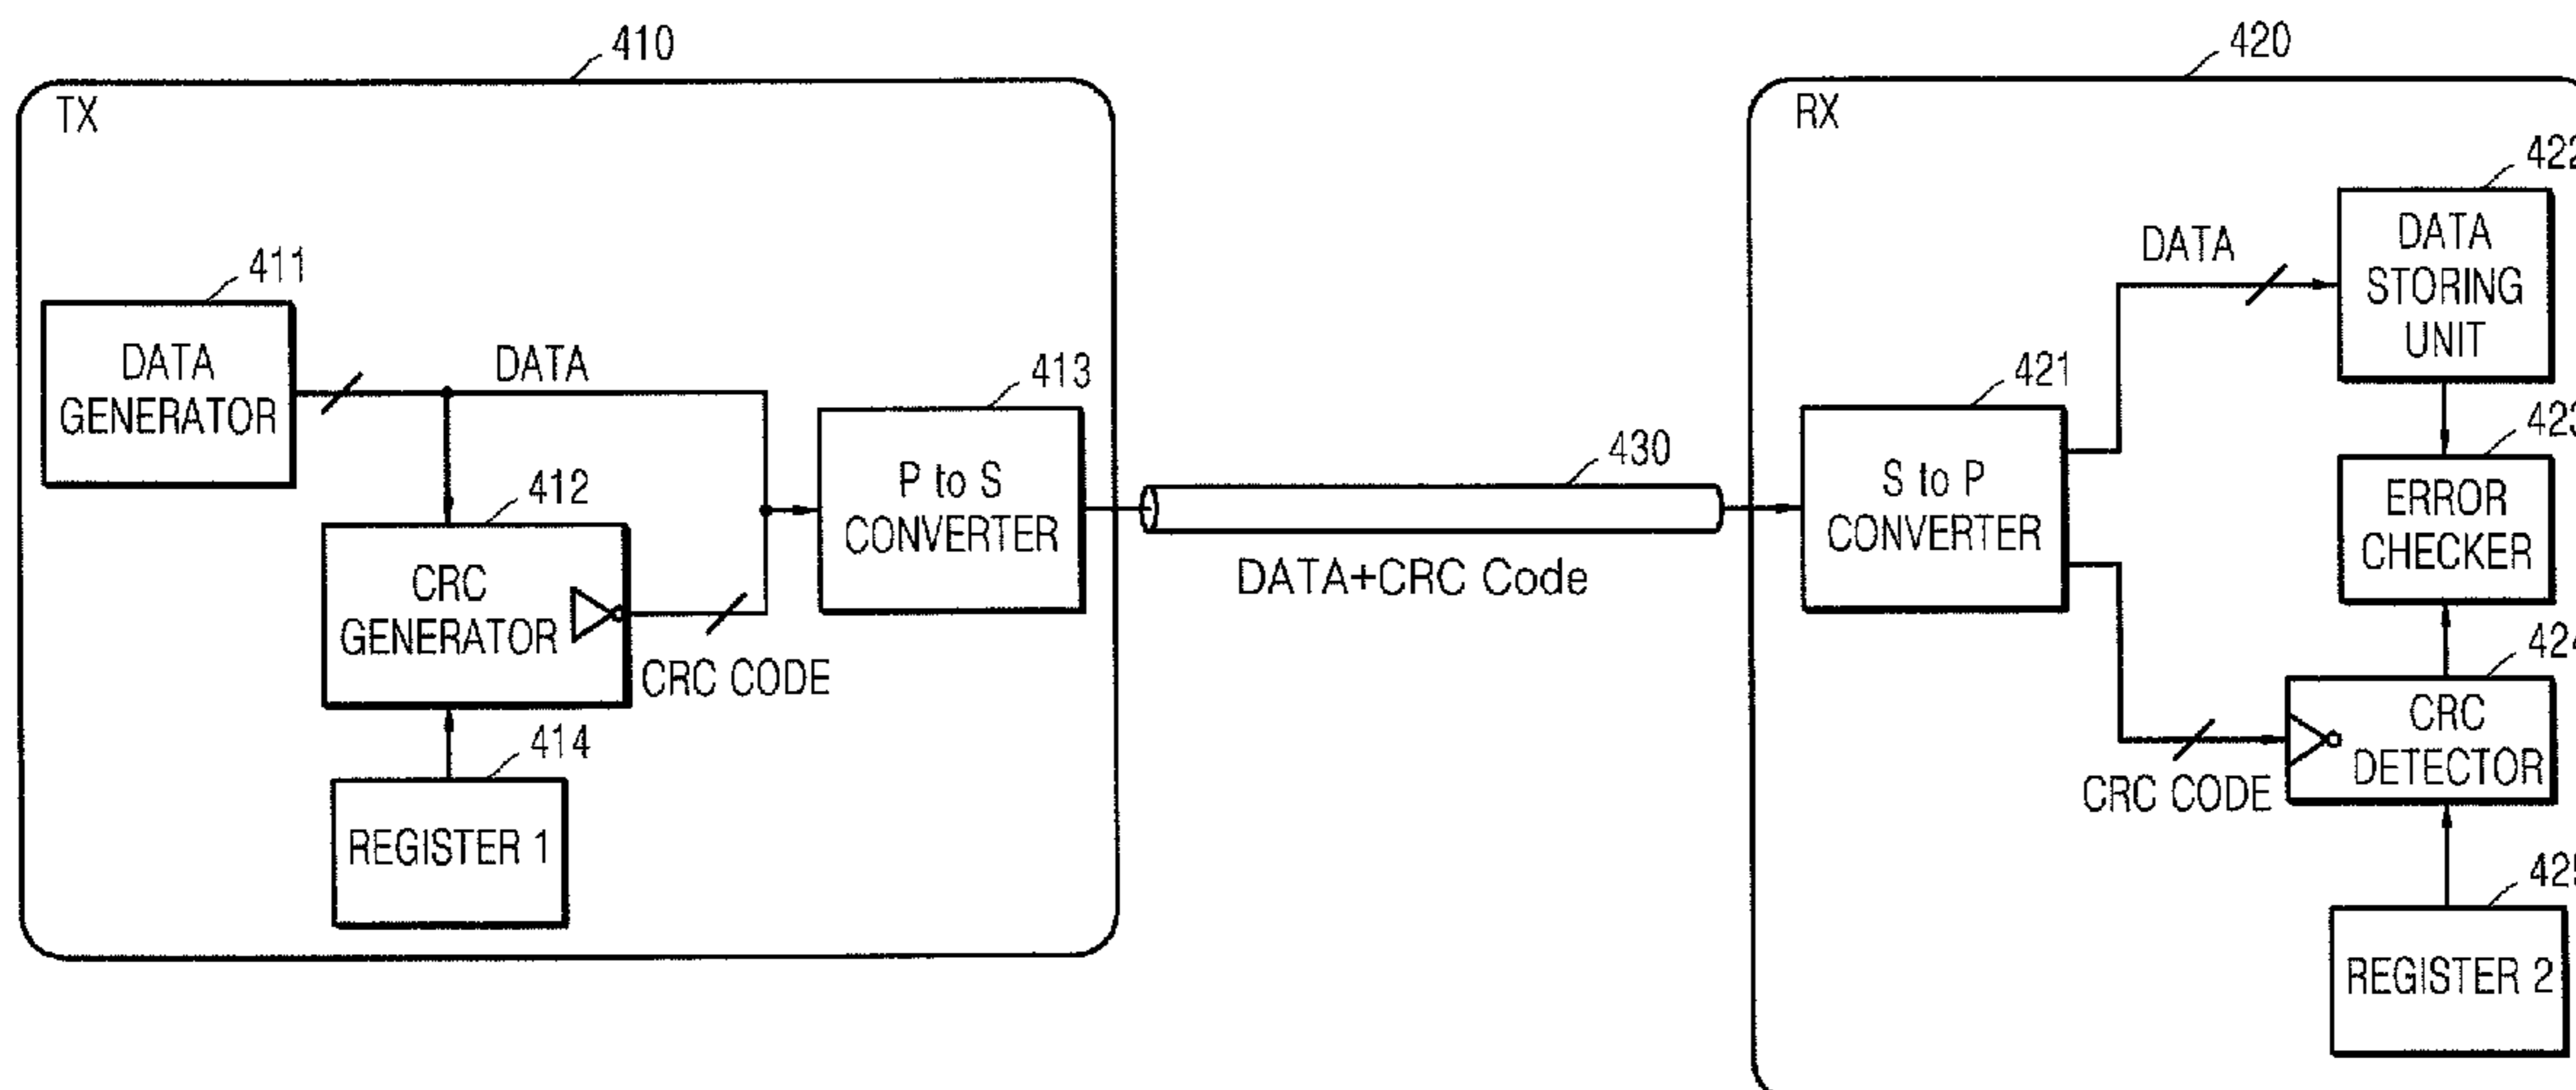 410
TX
411
DATA
GENERATOR
DATA
412
CRC
GENERATOR
CRC CODE
414
REGISTER 1
413
P to S
CONVERTER
430
DATA+CRC Code
420
RX
421
S to P
CONVERTER
DATA
422
DATA
STORING
UNIT
423
ERROR
CHECKER
424
CRC
DETECTOR
CRC CODE
425
REGISTER 2